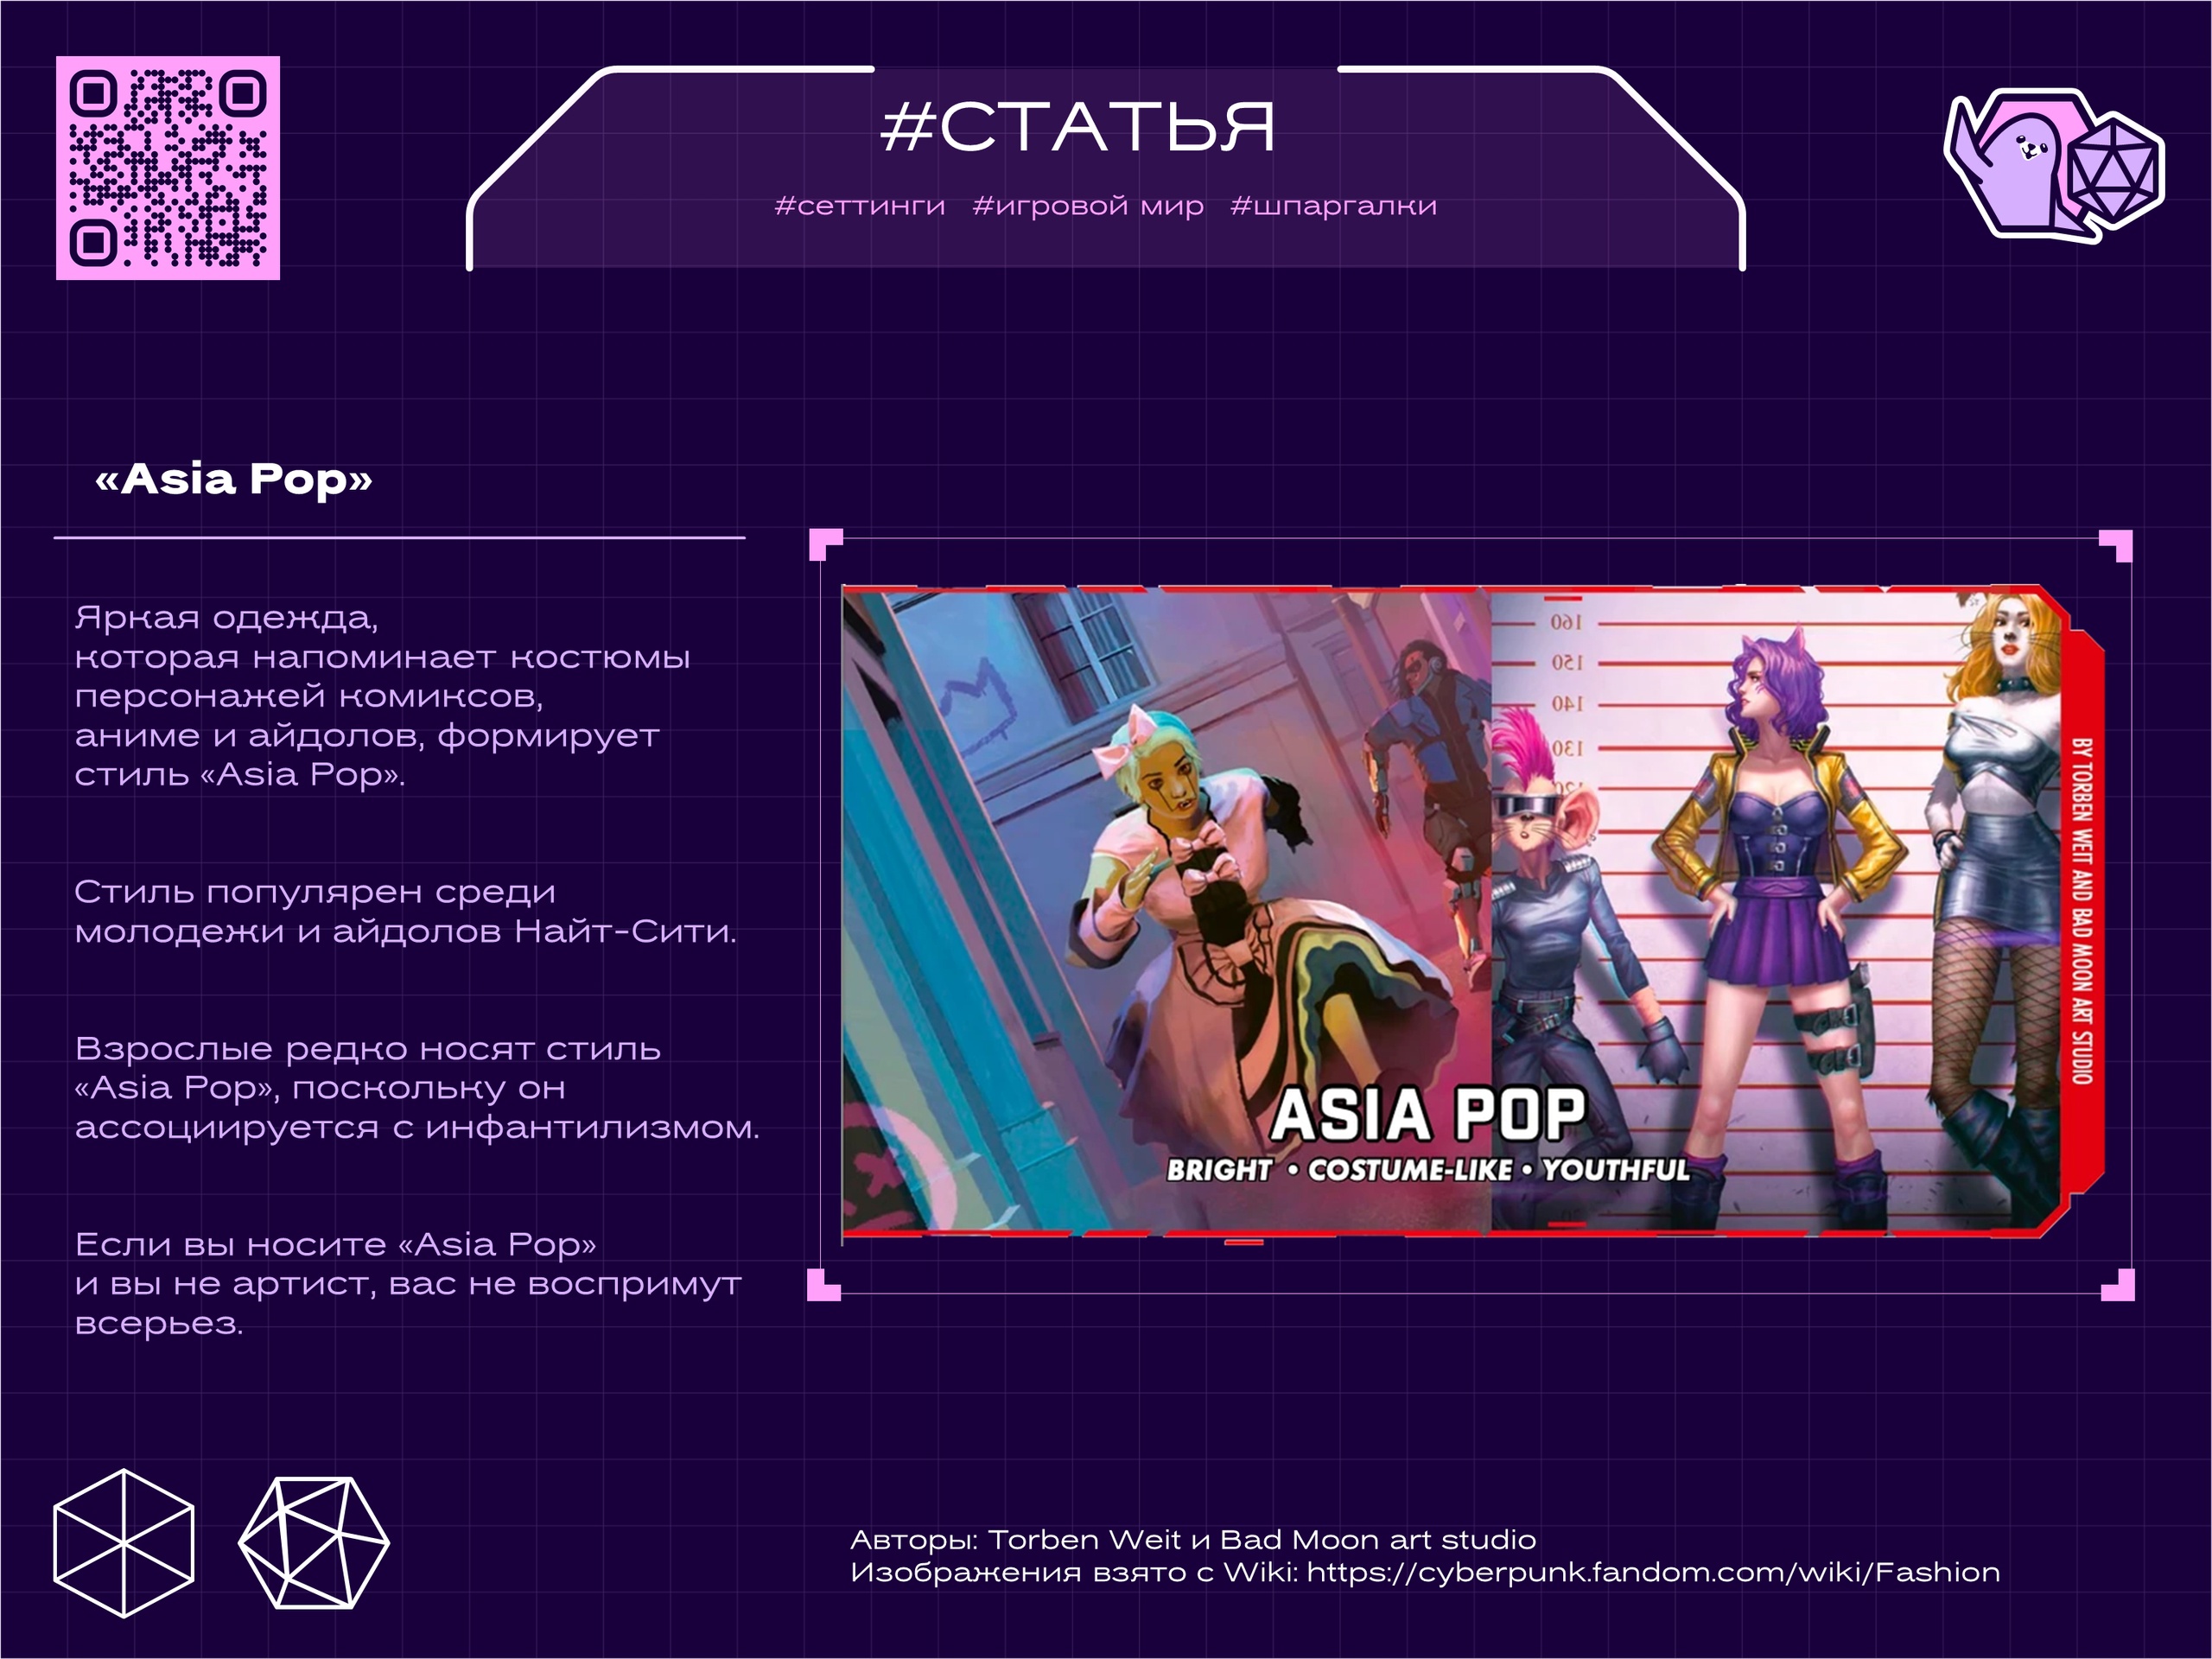 #СТАТЬЯ
#сеттинги #игровой мир #шпаргалки
«Asia Pop»
Яркая одежда,
которая напоминает костюмы
персонажей комиксов,
аниме и айдолов, формирует
стиль «Asia Pop».
Стиль популярен среди
молодежи и айдолов Найт-Сити.
Взрослые редко носят стиль
«Asia Pop», поскольку он
ассоциируется с инфантилизмом.
Если вы носите «Asia Pop»
и вы не артист, вас не воспримут
всерьез.
160
150
140
130
ASIA POP
BRIGHT • COSTUME-LIKE • YOUTHFUL
BY TORBEN WEIT AND BAD MOON ART STUDIO
Авторы: Torben Weit и Bad Moon art studio
Изображения взято с Wiki: https://cyberpunk.fandom.com/wiki/Fashion